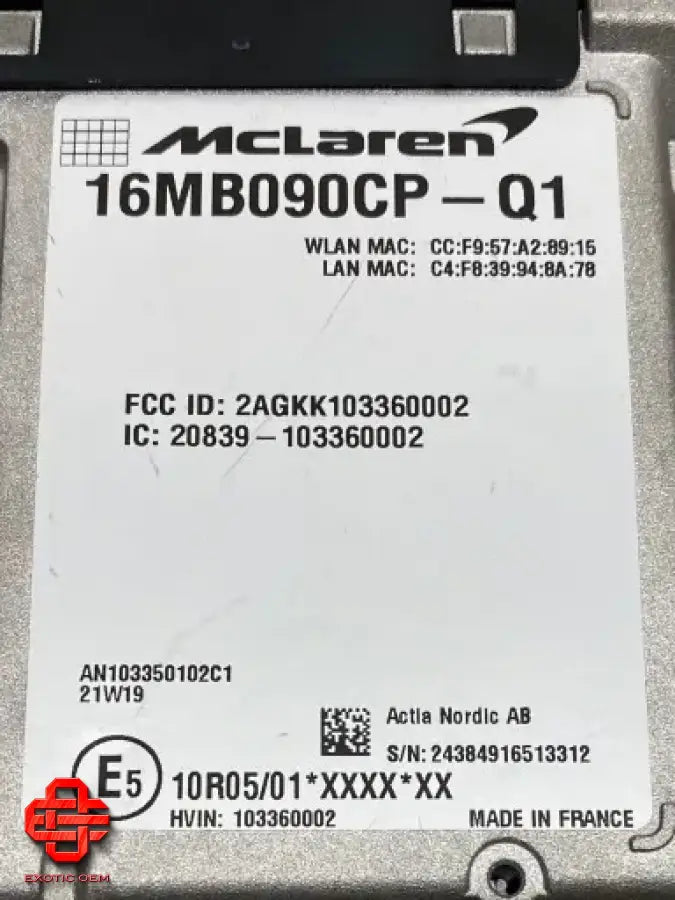 McLaren
16MB090CP-Q1
WLAN MAC: CC:F9:57:A2:89:15
LAN MAC: C4:F8:39:94:8A:78
FCC ID: 2AGKK103360002
IC: 20839-103360002
AN103350102C1
21W19
Actia Nordic AB
S/N: 24384916513312
E5 10R05/01*XXXX*XX
HVIN: 103360002 MADE IN FRANCE
EXOTIC OEM